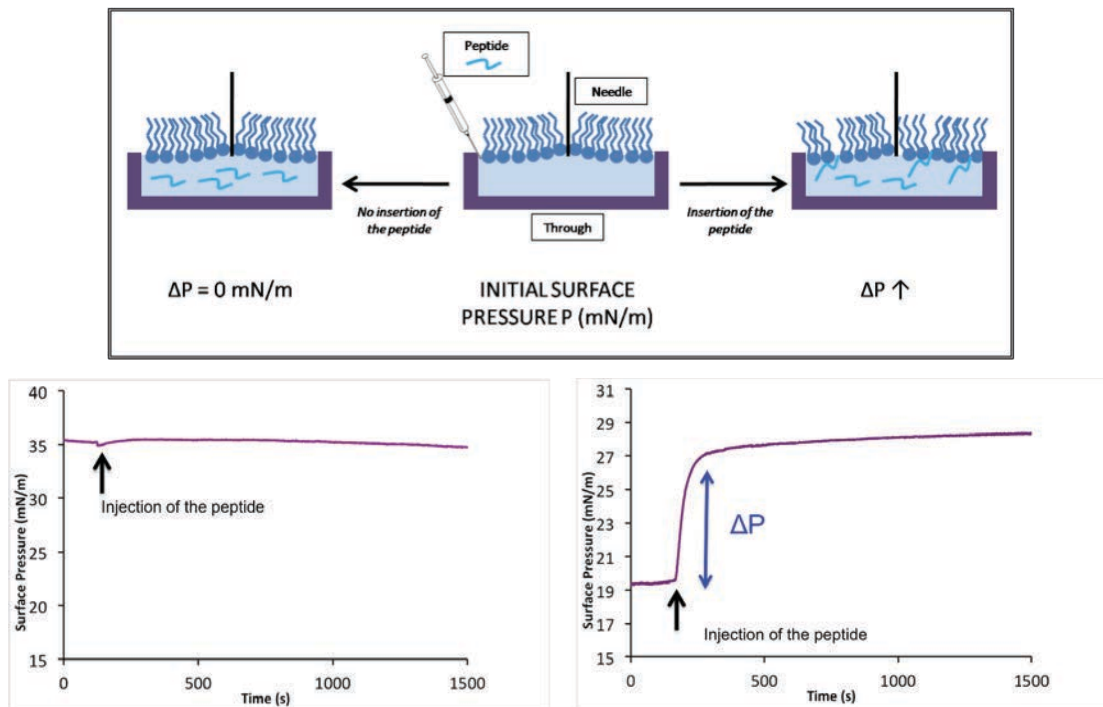 Peptide
Needle
No insertion of
the peptide
Through
Insertion of the
peptide
ΔP = 0 mN/m
INITIAL SURFACE
PRESSURE P (mN/m)
ΔP ↑
40
35
30
25
20
15
Surface Pressure (mN/m)
Injection of the peptide
0
500
1000
1500
Time (s)
31
29
27
25
23
21
19
17
15
Surface Pressure (mN/m)
ΔP
Injection of the peptide
0
500
1000
1500
Time (s)